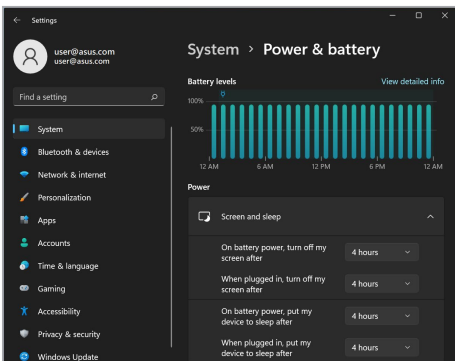 Settings
user@asus.com
user@asus.com
Find a setting
System
Bluetooth & devices
Network & internet
Personalization
Apps
Accounts
Time & language
Gaming
Accessibility
Privacy & security
Windows Update
System > Power & battery
Battery levels View detailed info
100%
50%
12 AM 6 AM 12 PM 6 PM 12 AM
Power
Screen and sleep
On battery power, turn off my
screen after
4 hours
When plugged in, turn off my
screen after
4 hours
On battery power, put my
device to sleep after
4 hours
When plugged in, put my
device to sleep after
4 hours